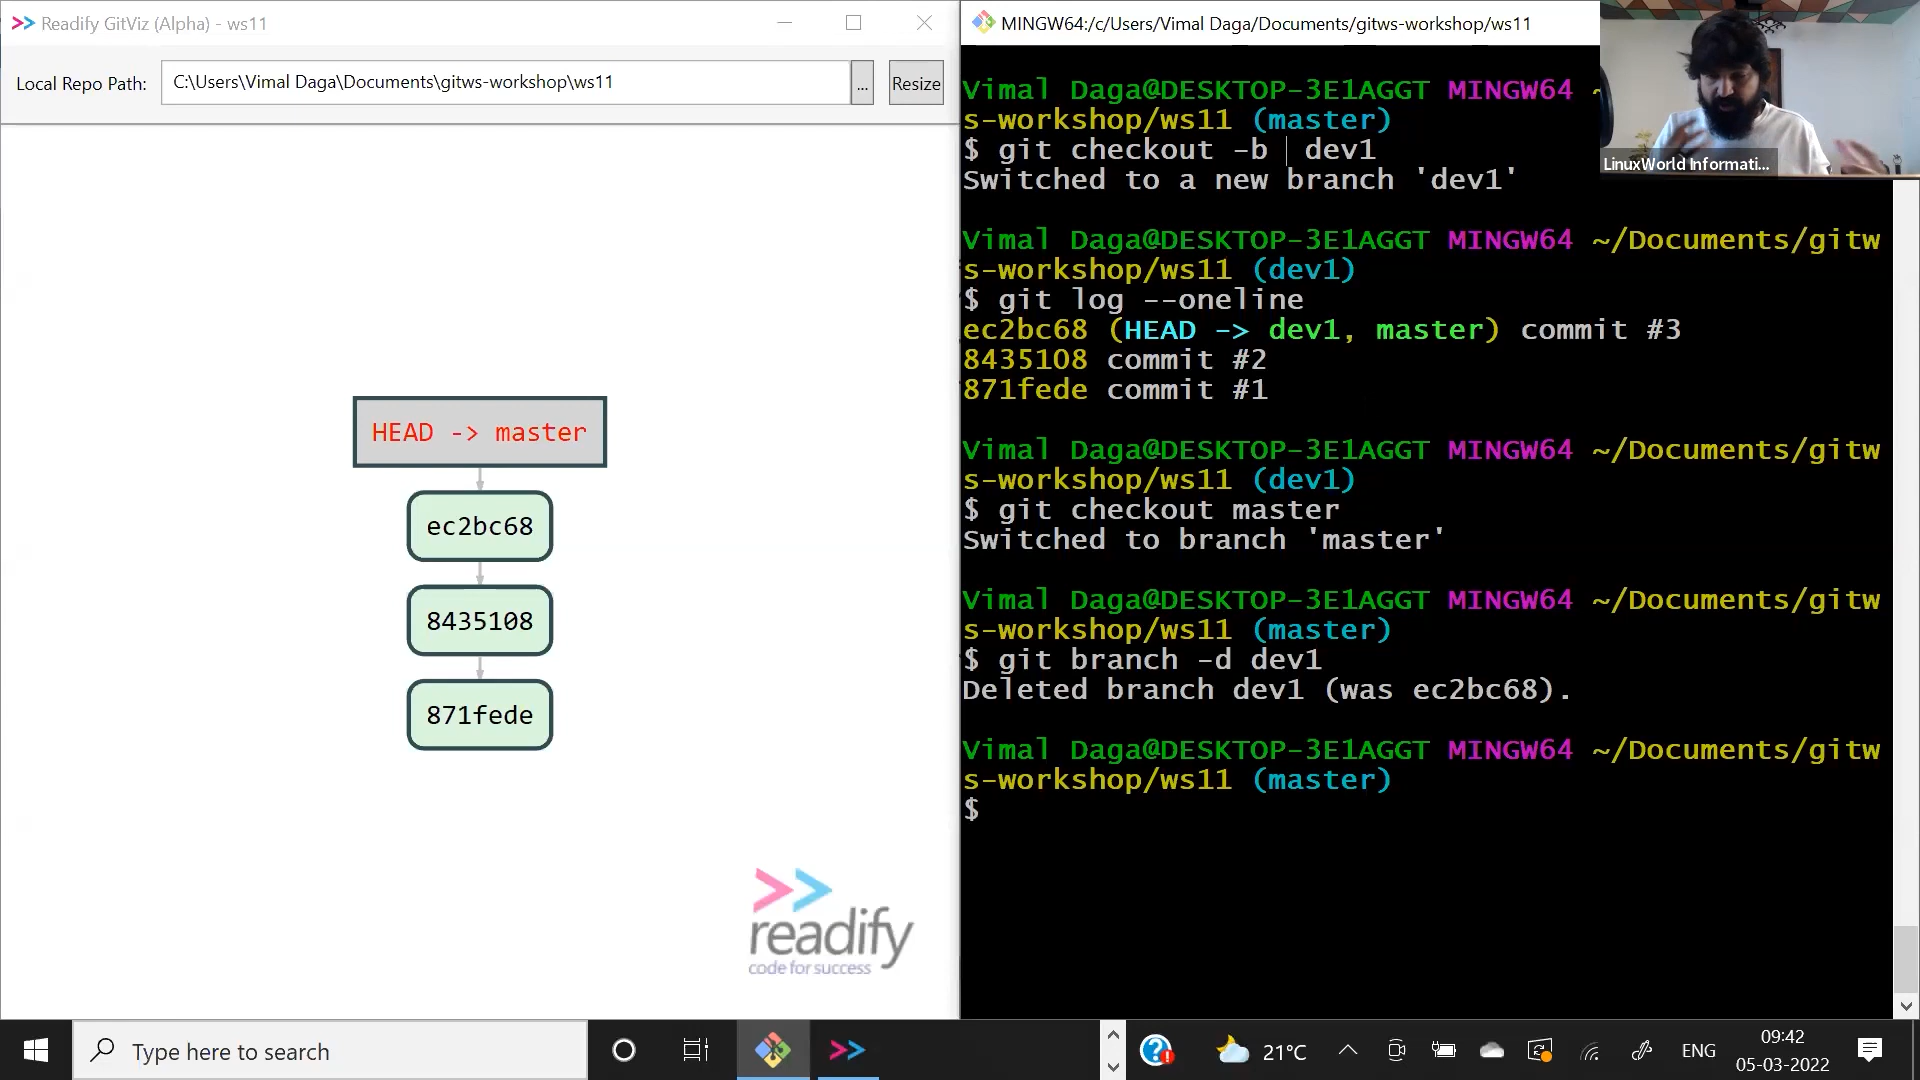 Readify GitViz (Alpha) - ws11
Local Repo Path:
C:\Users\Vimal Daga\Documents\gitws-workshop\ws11
...
Resize
HEAD -> master
ec2bc68
8435108
871fede
readify
code for success
MINGW64:/c/Users/Vimal Daga/Documents/gitws-workshop/ws11
Vimal Daga@DESKTOP-3E1AGGT MINGW64 ~
s-workshop/ws11 (master)
$ git checkout -b dev1
Switched to a new branch 'dev1'
Vimal Daga@DESKTOP-3E1AGGT MINGW64 ~/Documents/gitw
s-workshop/ws11 (dev1)
$ git log --oneline
ec2bc68 (HEAD -> dev1, master) commit #3
8435108 commit #2
871fede commit #1
Vimal Daga@DESKTOP-3E1AGGT MINGW64 ~/Documents/gitw
s-workshop/ws11 (dev1)
$ git checkout master
Switched to branch 'master'
Vimal Daga@DESKTOP-3E1AGGT MINGW64 ~/Documents/gitw
s-workshop/ws11 (master)
$ git branch -d dev1
Deleted branch dev1 (was ec2bc68).
Vimal Daga@DESKTOP-3E1AGGT MINGW64 ~/Documents/gitw
s-workshop/ws11 (master)
$
LinuxWorld Informati...
Type here to search
21°C
ENG
09:42
05-03-2022